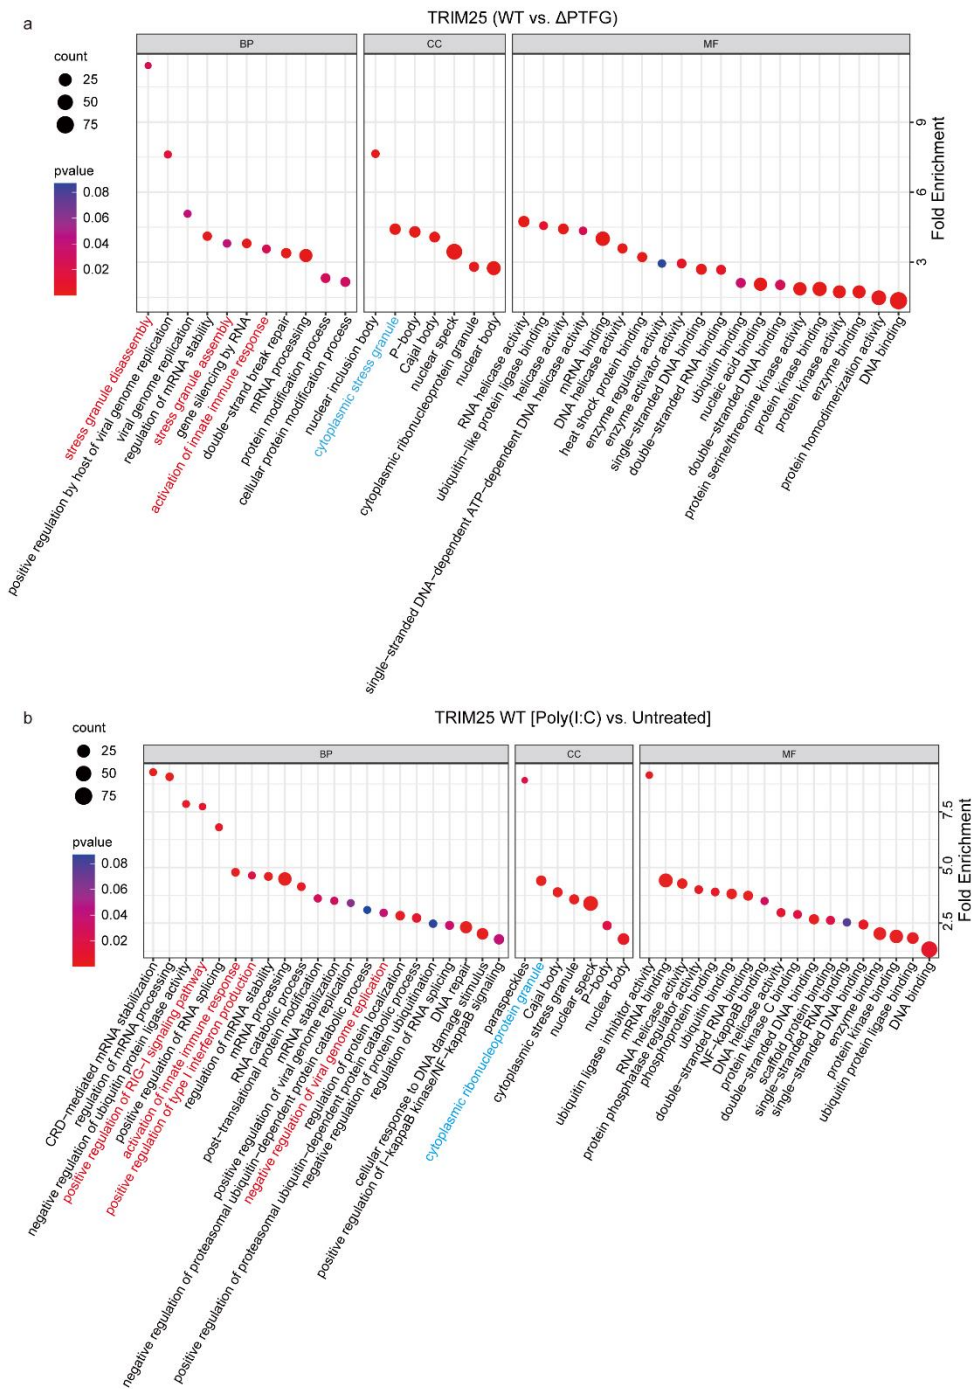 a
TRIM25 (WT vs. ΔPTFG)
BP
CC
MF
count
25
50
75
pvalue
0.08
0.06
0.04
0.02
9
6
3
Fold Enrichment
stress granule disassembly
positive regulation by host of viral genome replication
viral genome replication
regulation of mRNA stability
stress granule assembly
gene silencing by RNA
activation of innate immune response
double−strand break repair
mRNA processing
protein modification process
cellular protein modification process
nuclear inclusion body
cytoplasmic stress granule
P−body
Cajal body
nuclear speck
cytoplasmic ribonucleoprotein granule
nuclear body
RNA helicase activity
ubiquitin−like protein ligase binding
helicase activity
single−stranded DNA−dependent ATP−dependent DNA helicase activity
mRNA binding
DNA helicase activity
heat shock protein binding
enzyme regulator activity
enzyme activator activity
single−stranded DNA binding
double−stranded RNA binding
ubiquitin binding
nucleic acid binding
double−stranded DNA binding
protein serine/threonine kinase activity
protein kinase binding
protein kinase activity
enzyme binding
protein homodimerization activity
DNA binding
b
TRIM25 WT [Poly(I:C) vs. Untreated]
BP
CC
MF
count
25
50
75
pvalue
0.08
0.06
0.04
0.02
7.5
5.0
2.5
Fold Enrichment
CRD−mediated mRNA stabilization
regulation of mRNA processing
negative regulation of ubiquitin protein ligase activity
positive regulation of RIG−I signaling pathway
positive regulation of RNA splicing
activation of innate immune response
positive regulation of type I interferon production
regulation of mRNA stability
mRNA processing
RNA catabolic process
post−translational protein modification
mRNA stabilization
positive regulation of viral genome replication
negative regulation of proteasomal ubiquitin−dependent protein catabolic process
negative regulation of viral genome replication
regulation of protein localization
positive regulation of proteasomal ubiquitin−dependent protein catabolic process
negative regulation of protein ubiquitination
regulation of RNA splicing
DNA repair
cellular response to DNA damage stimulus
positive regulation of I−kappaB kinase/NF−kappaB signaling
paraspeckles
cytoplasmic ribonucleoprotein granule
Cajal body
cytoplasmic stress granule
nuclear speck
P−body
nuclear body
ubiquitin ligase inhibitor activity
mRNA binding
RNA helicase activity
protein phosphatase regulator activity
phosphoprotein binding
ubiquitin binding
double−stranded RNA binding
NF−kappaB binding
DNA helicase activity
protein kinase C binding
double−stranded DNA binding
scaffold protein binding
single−stranded RNA binding
single−stranded DNA binding
enzyme binding
protein kinase binding
ubiquitin protein ligase binding
DNA binding